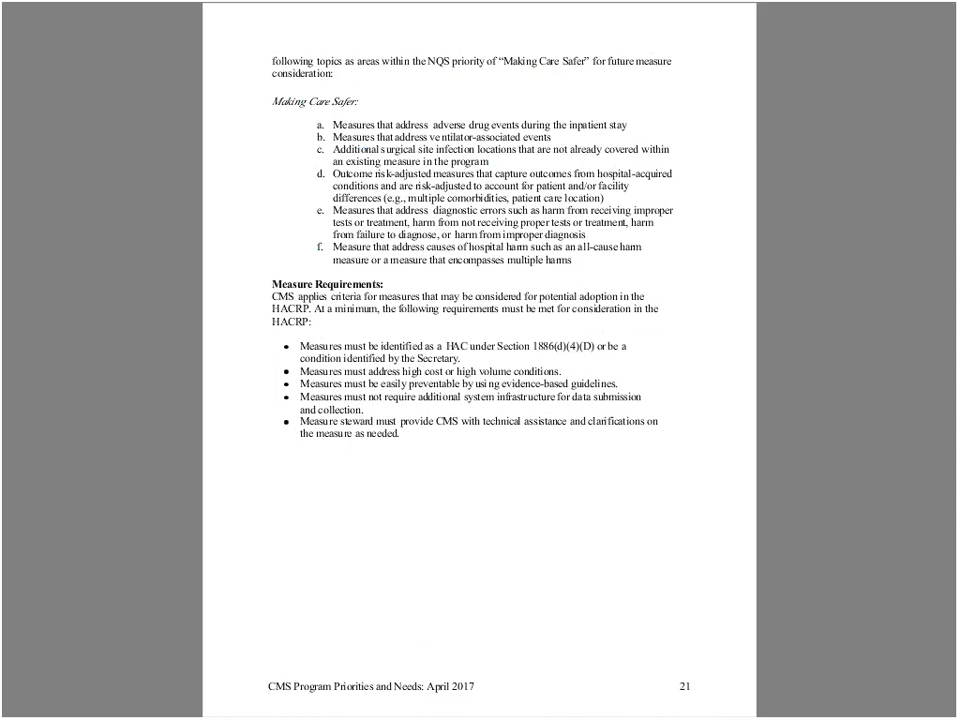 following topics as areas within the NQS priority of “Making Care Safer” for future measure
consideration:
Making Care Safer:
a. Measures that address adverse drug events during the inpatient stay
b. Measures that address ventilator-associated events
c. Additional surgical site infection locations that are not already covered within
an existing measure in the program
d. Outcome risk-adjusted measures that capture outcomes from hospital-acquired
conditions and are risk-adjusted to account for patient and/or facility
differences (e.g., multiple comorbidities, patient care location)
e. Measures that address diagnostic errors such as harm from receiving improper
tests or treatment, harm from not receiving proper tests or treatment, harm
from failure to diagnose, or harm from improper diagnosis
f. Measure that address causes of hospital harm such as an all-cause harm
measure or a measure that encompasses multiple harms
Measure Requirements:
CMS applies criteria for measures that may be considered for potential adoption in the
HACRP. At a minimum, the following requirements must be met for consideration in the
HACRP:
• Measures must be identified as a HAC under Section 1886(d)(4)(D) or be a
condition identified by the Secretary.
• Measures must address high cost or high volume conditions.
• Measures must be easily preventable by using evidence-based guidelines.
• Measures must not require additional system infrastructure for data submission
and collection.
• Measure steward must provide CMS with technical assistance and clarifications on
the measure as needed.
CMS Program Priorities and Needs: April 2017 21